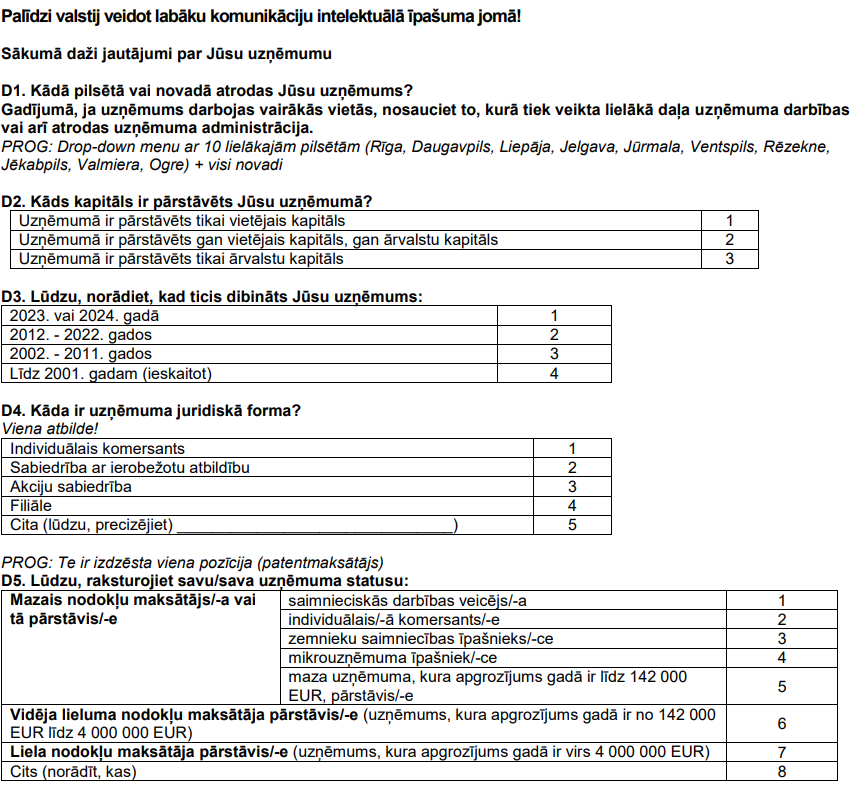 Palīdzi valstij veidot labāku komunikāciju intelektuālā īpašuma jomā!
Sākumā daži jautājumi par Jūsu uzņēmumu
D1. Kādā pilsētā vai novadā atrodas Jūsu uzņēmums?
Gadījumā, ja uzņēmums darbojas vairākās vietās, nosauciet to, kurā tiek veikta lielākā daļa uzņēmuma darbības
vai arī atrodas uzņēmuma administrācija.
PROG: Drop-down menu ar 10 lielākajām pilsētām (Rīga, Daugavpils, Liepāja, Jelgava, Jūrmala, Ventspils, Rēzekne,
Jēkabpils, Valmiera, Ogre) + visi novadi
D2. Kāds kapitāls ir pārstāvēts Jūsu uzņēmumā?
Uzņēmumā ir pārstāvēts tikai vietējais kapitāls 1
Uzņēmumā ir pārstāvēts gan vietējais kapitāls, gan ārvalstu kapitāls 2
Uzņēmumā ir pārstāvēts tikai ārvalstu kapitāls 3
D3. Lūdzu, norādiet, kad ticis dibināts Jūsu uzņēmums:
2023. vai 2024. gadā 1
2012. - 2022. gados 2
2002. - 2011. gados 3
Līdz 2001. gadam (ieskaitot) 4
D4. Kāda ir uzņēmuma juridiskā forma?
Viena atbilde!
Individuālais komersants 1
Sabiedrība ar ierobežotu atbildību 2
Akciju sabiedrība 3
Filiāle 4
Cita (lūdzu, precizējiet) ________________________________) 5
PROG: Te ir izdzēsta viena pozīcija (patentmaksātājs)
D5. Lūdzu, raksturojiet savu/sava uzņēmuma statusu:
Mazais nodokļu maksātājs/-a vai
tā pārstāvis/-e
saimnieciskās darbības veicējs/-a 1
individuālais/-ā komersants/-e 2
zemnieku saimniecības īpašnieks/-ce 3
mikrouzņēmuma īpašniek/-ce 4
maza uzņēmuma, kura apgrozījums gadā ir līdz 142 000
EUR, pārstāvis/-e 5
Vidēja lieluma nodokļu maksātāja pārstāvis/-e (uzņēmums, kura apgrozījums gadā ir no 142 000
EUR līdz 4 000 000 EUR) 6
Liela nodokļu maksātāja pārstāvis/-e (uzņēmums, kura apgrozījums gadā ir virs 4 000 000 EUR) 7
Cits (norādīt, kas) 8